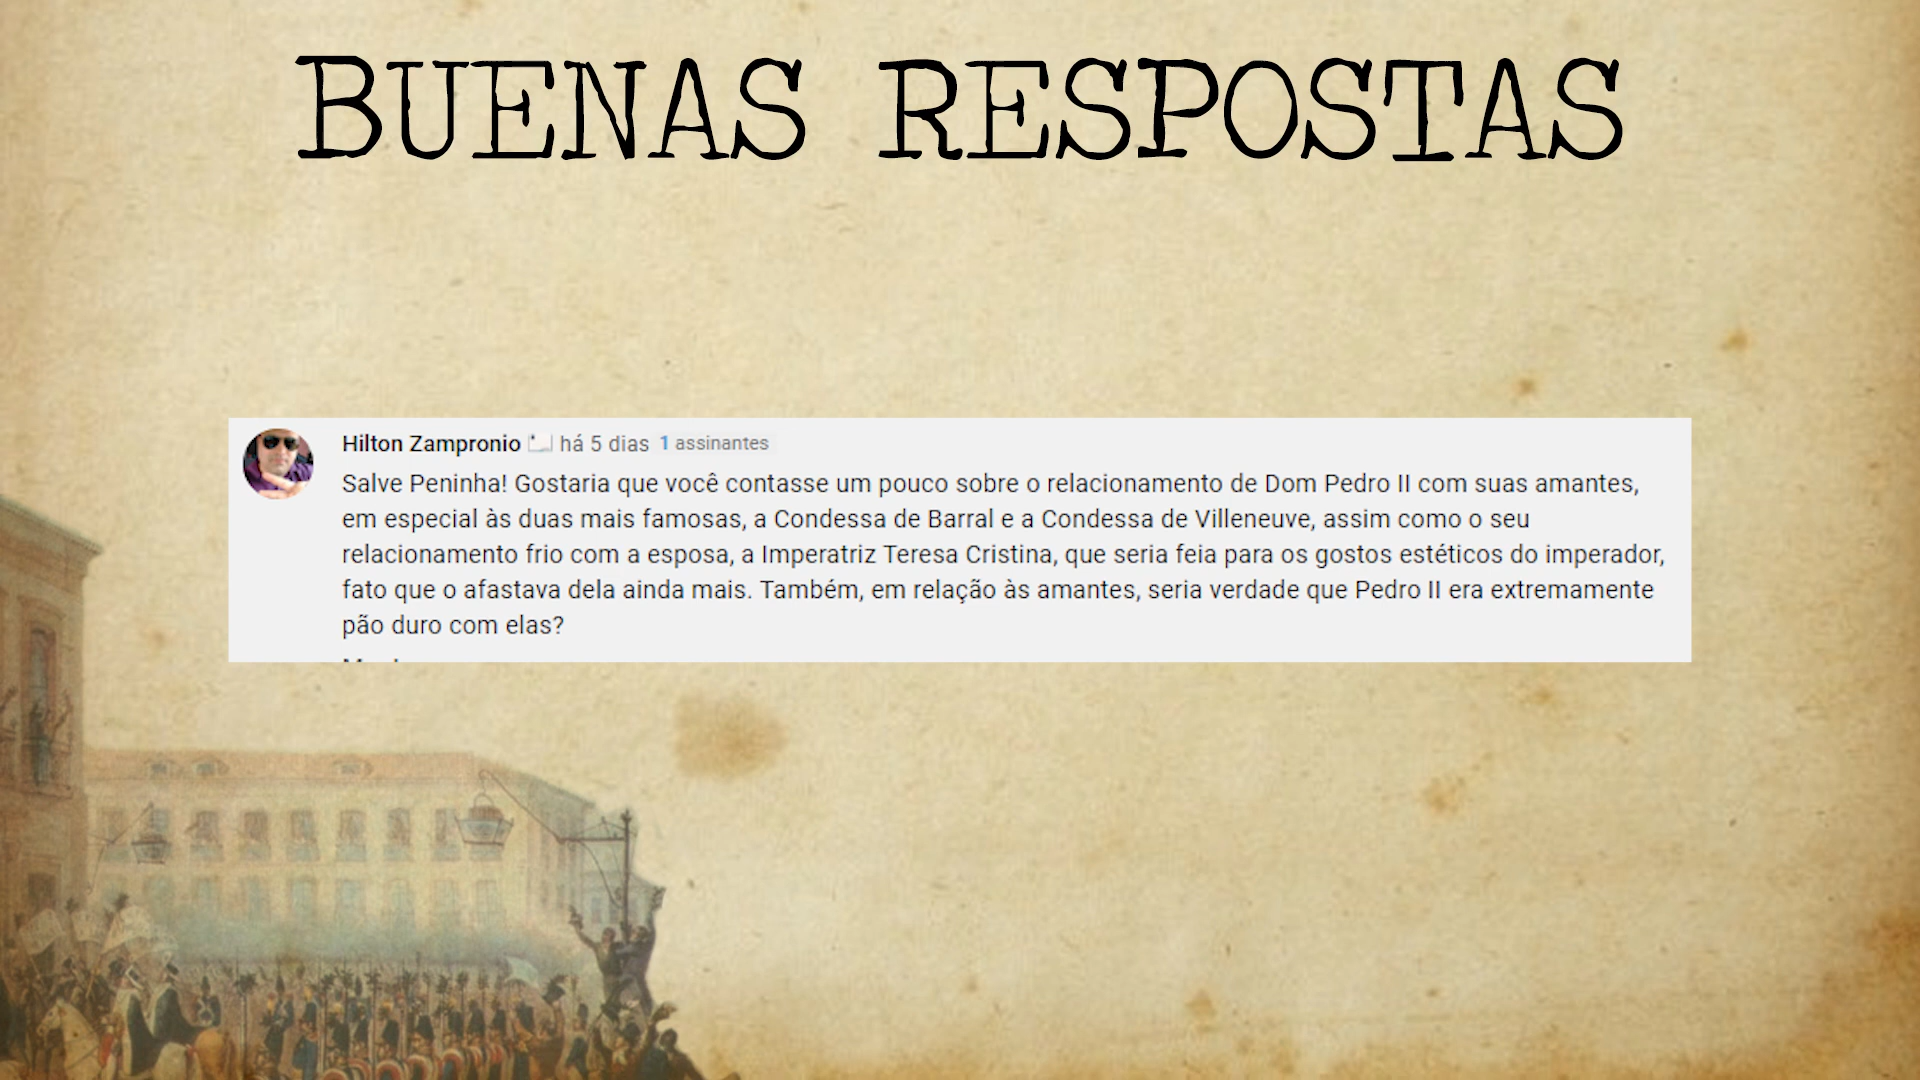 BUENAS RESPOSTAS
Hilton Zampronio há 5 dias 1 assinantes
Salve Peninha! Gostaria que você contasse um pouco sobre o relacionamento de Dom Pedro II com suas amantes,
em especial às duas mais famosas, a Condessa de Barral e a Condessa de Villeneuve, assim como o seu
relacionamento frio com a esposa, a Imperatriz Teresa Cristina, que seria feia para os gostos estéticos do imperador,
fato que o afastava dela ainda mais. Também, em relação às amantes, seria verdade que Pedro II era extremamente
pão duro com elas?